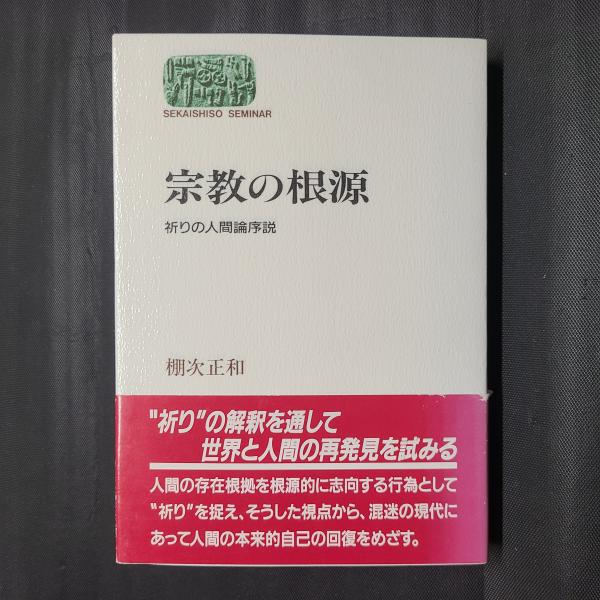 SEKAISHISO SEMINAR
宗教の根源
祈りの人間論序説
棚次正和
"祈り"の解釈を通して
世界と人間の再発見を試みる
人間の存在根拠を根源的に志向する行為として
"祈り"を捉え、そうした視点から、混迷の現代に
あって人間の本来的自己の回復をめざす。